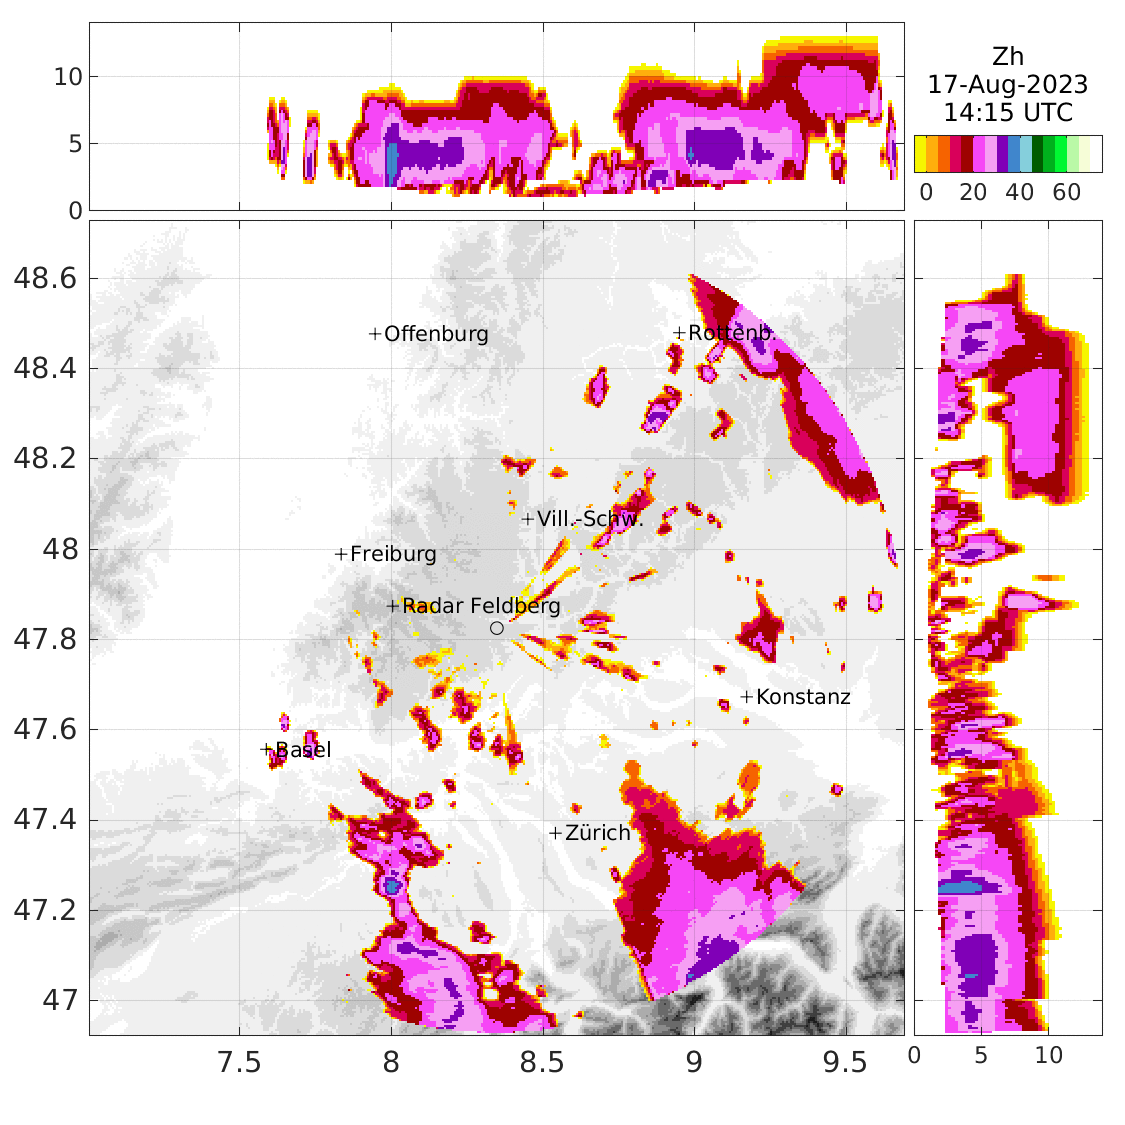 10
5
0
Zh
17-Aug-2023
14:15 UTC
0 20 40 60
48.6
48.4
48.2
48
47.8
47.6
47.4
47.2
47
+Offenburg
+Rottenb.
+Vill.-Schw.
+Freiburg
+Radar Feldberg
+Konstanz
+Basel
+Zürich
7.5 8 8.5 9 9.5
0 5 10